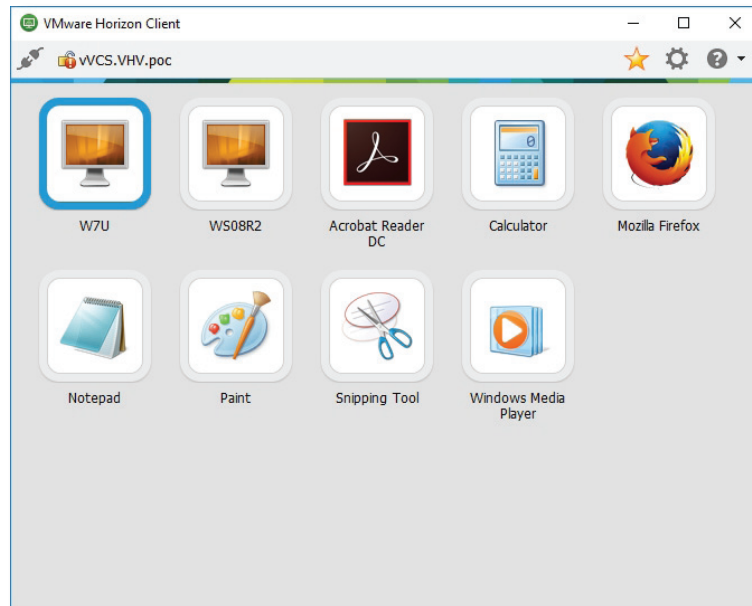 VMware Horizon Client
vVCS.VHV.poc
W7U
WS08R2
Acrobat Reader
DC
Calculator
Mozilla Firefox
Notepad
Paint
Snipping Tool
Windows Media
Player